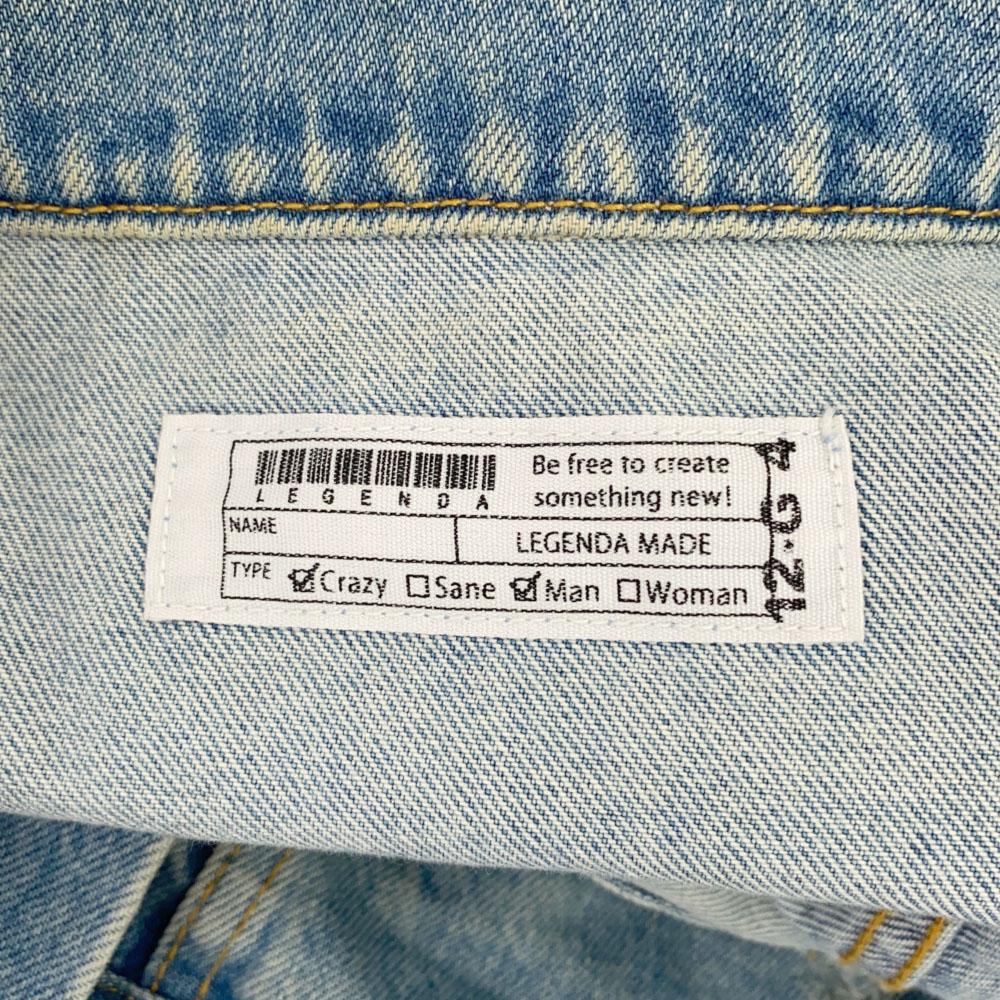 LEGENDA
Be free to create
something new!
NAME
LEGENDA MADE
TYPE ☑Crazy ☐Sane ☑Man ☐Woman
12·G 4